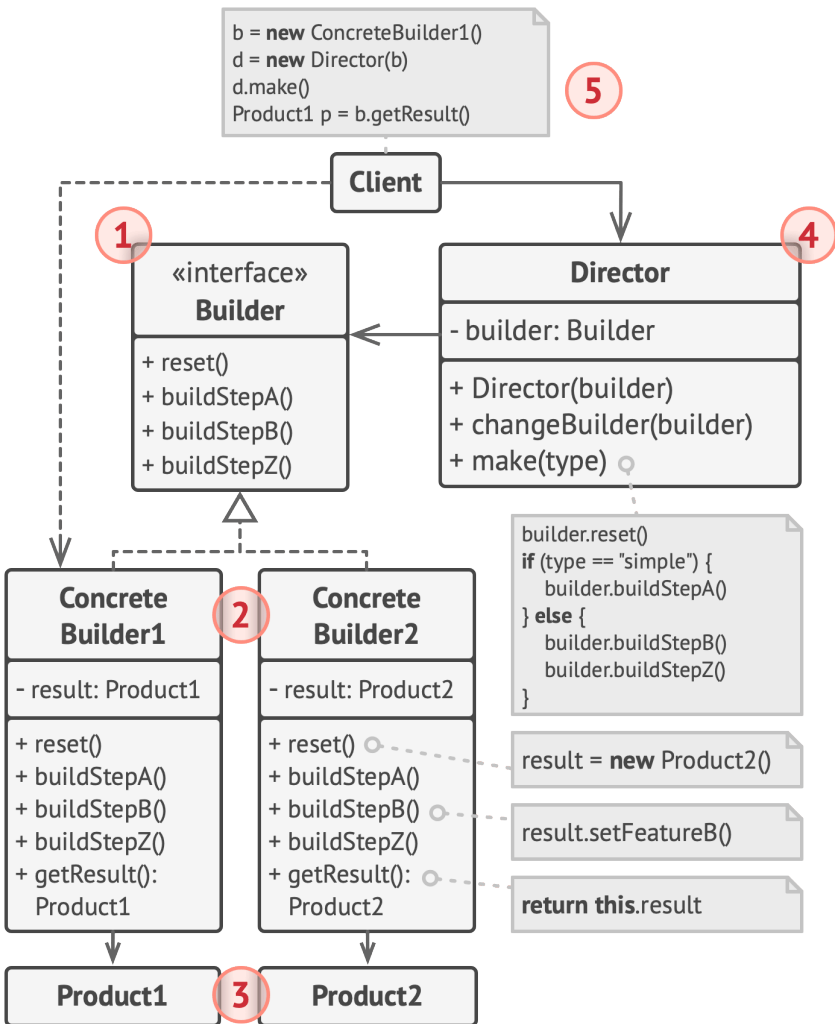 b = new ConcreteBuilder1()
d = new Director(b)
d.make()
Product1 p = b.getResult()
5
Client
1
«interface»
Builder
+ reset()
+ buildStepA()
+ buildStepB()
+ buildStepZ()
4
Director
- builder: Builder
+ Director(builder)
+ changeBuilder(builder)
+ make(type)
builder.reset()
if (type == "simple") {
builder.buildStepA()
} else {
builder.buildStepB()
builder.buildStepZ()
}
Concrete
Builder1
- result: Product1
+ reset()
+ buildStepA()
+ buildStepB()
+ buildStepZ()
+ getResult():
Product1
2
Concrete
Builder2
- result: Product2
+ reset()
+ buildStepA()
+ buildStepB()
+ buildStepZ()
+ getResult():
Product2
result = new Product2()
result.setFeatureB()
return this.result
Product1
3
Product2